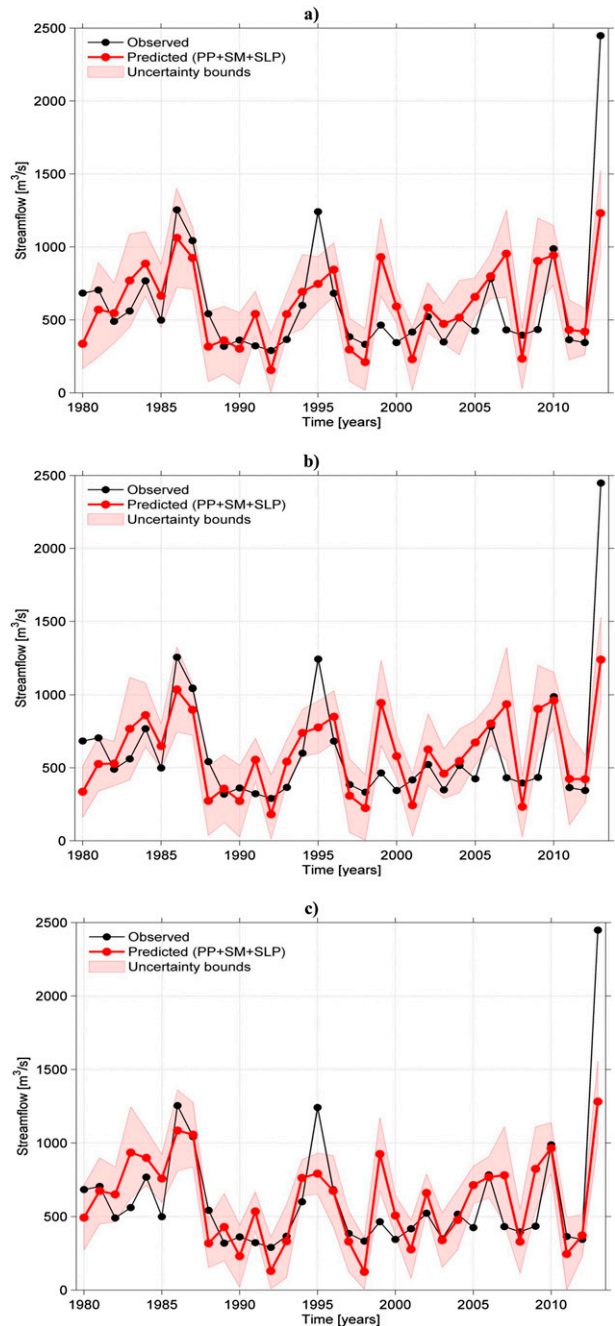 a)
2500
2000
1500
1000
500
0
Streamflow [m³/s]
Observed
Predicted (PP+SM+SLP)
Uncertainty bounds
1980 1985 1990 1995 2000 2005 2010
Time [years]
b)
2500
2000
1500
1000
500
0
Streamflow [m³/s]
Observed
Predicted (PP+SM+SLP)
Uncertainty bounds
1980 1985 1990 1995 2000 2005 2010
Time [years]
c)
2500
2000
1500
1000
500
0
Streamflow [m³/s]
Observed
Predicted (PP+SM+SLP)
Uncertainty bounds
1980 1985 1990 1995 2000 2005 2010
Time [years]